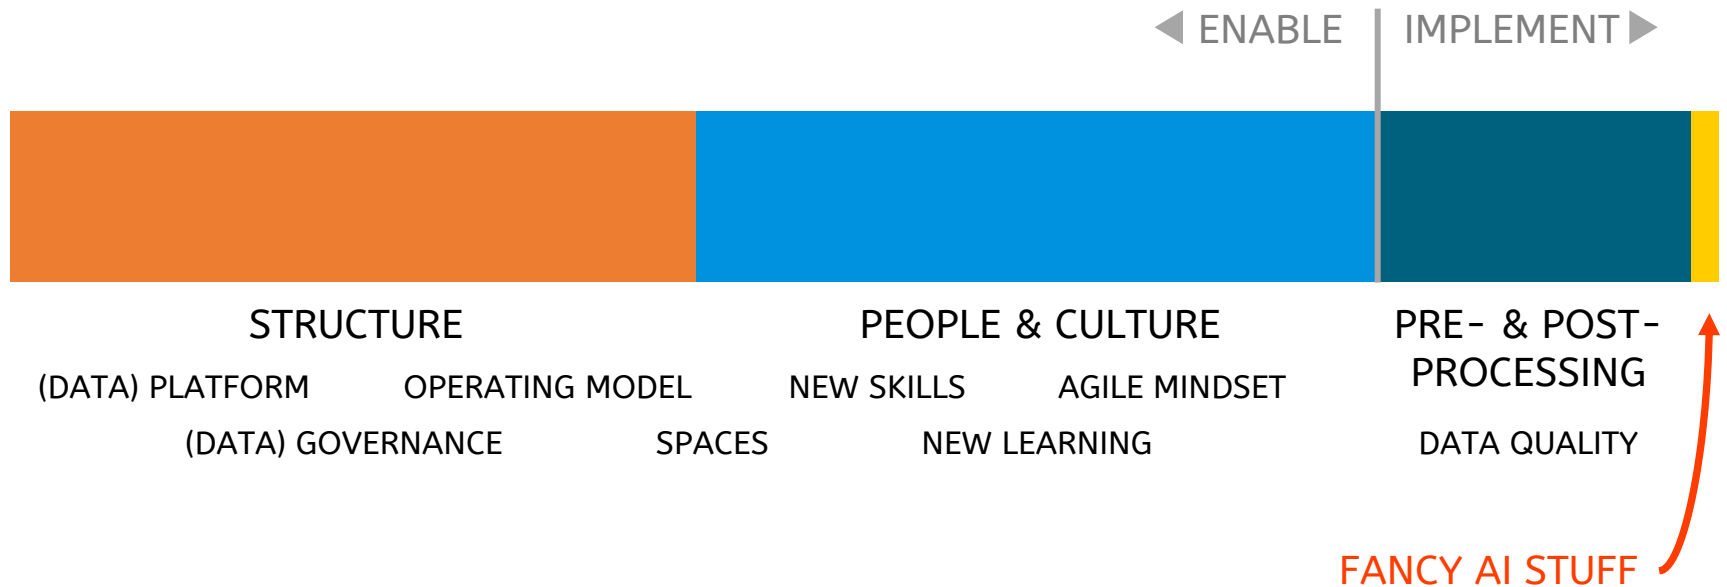 ENABLE
IMPLEMENT
STRUCTURE
PEOPLE & CULTURE
PRE- & POST-
PROCESSING
(DATA) PLATFORM
OPERATING MODEL
NEW SKILLS
AGILE MINDSET
(DATA) GOVERNANCE
SPACES
NEW LEARNING
DATA QUALITY
FANCY AI STUFF